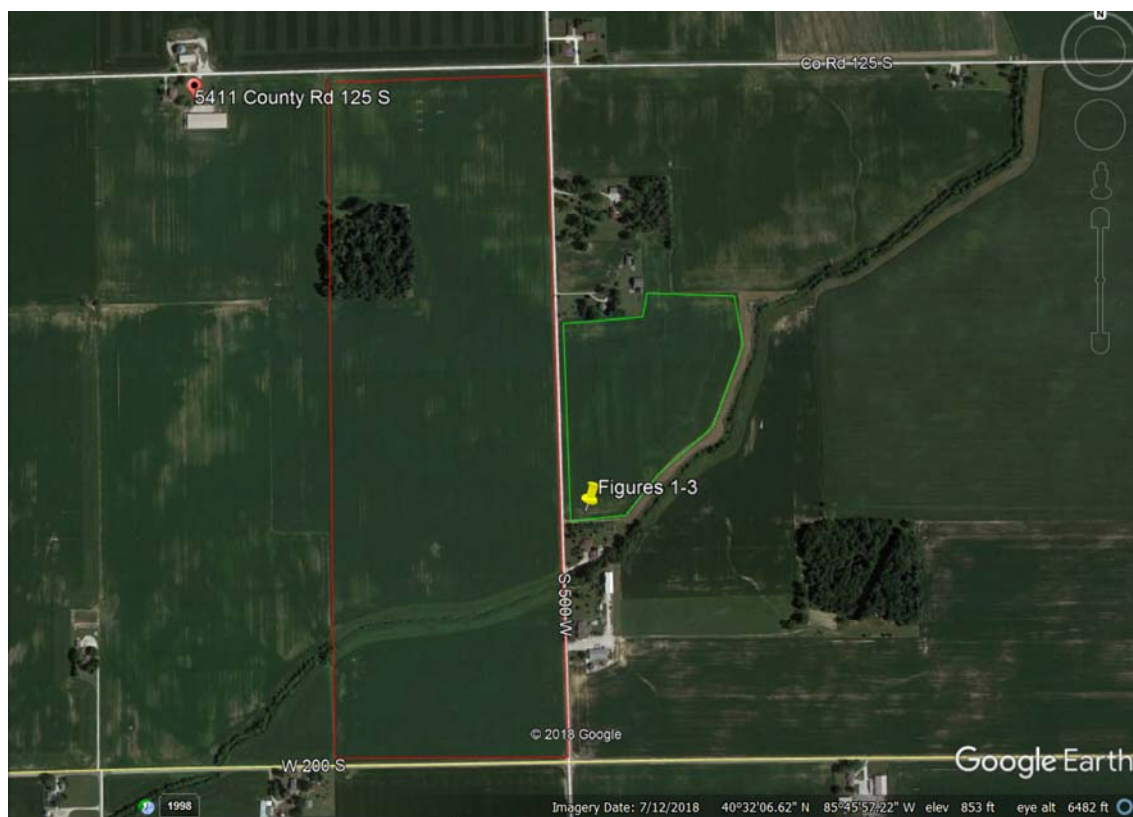 N
Co Rd 125 S
5411 County Rd 125 S
Figures 1-3
S 500 W
© 2018 Google
W 200 S
Google Earth
1998
Imagery Date: 7/12/2018 40°32'06.62" N 85°45'57.22" W elev 853 ft eye alt 6482 ft